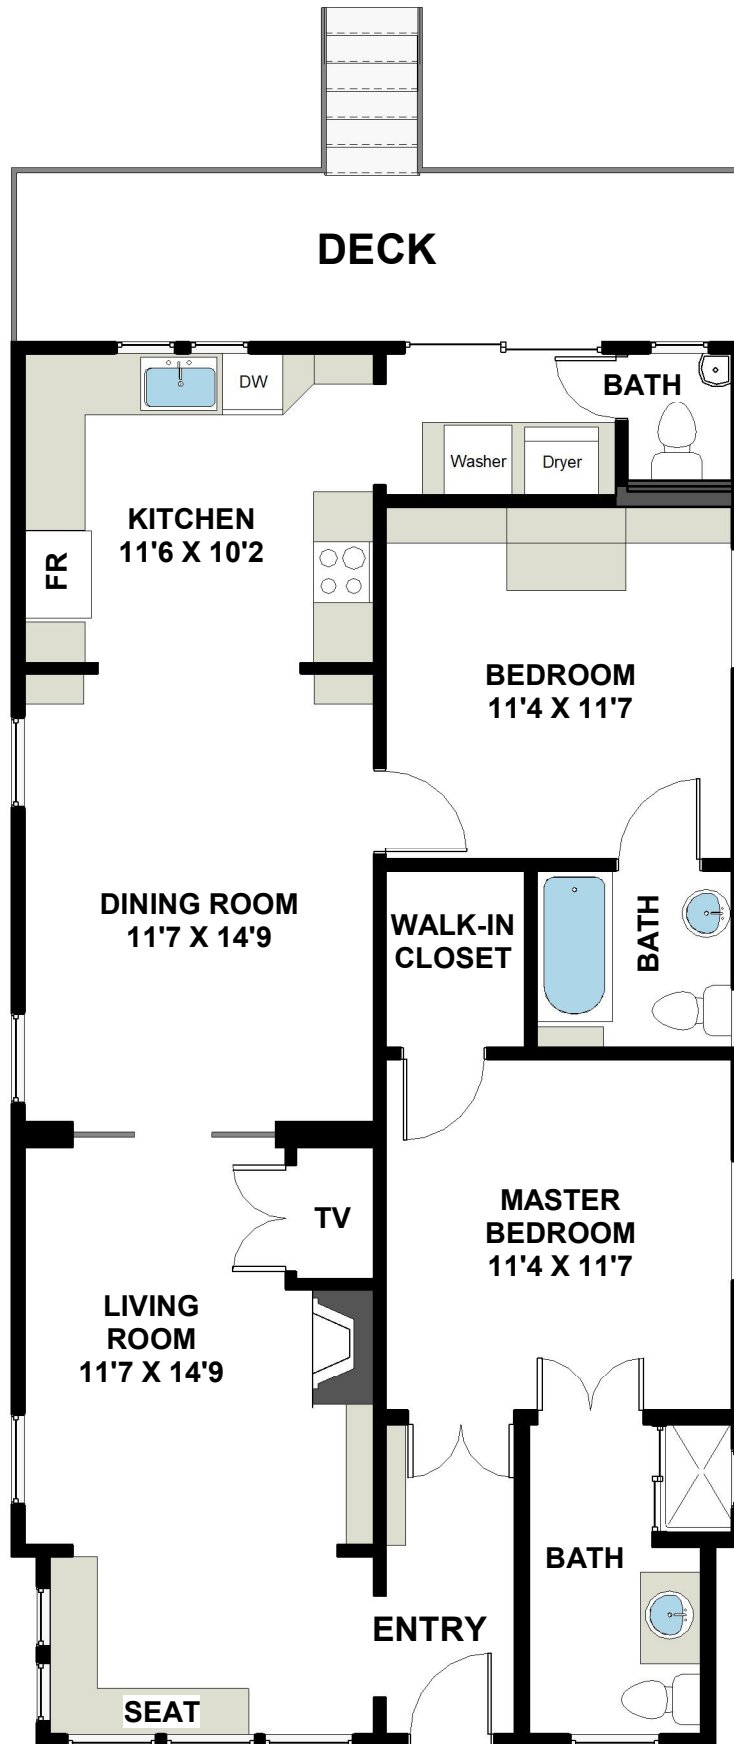 DECK
DW
BATH
Washer
Dryer
KITCHEN
11'6 X 10'2
FR
BEDROOM
11'4 X 11'7
DINING ROOM
11'7 X 14'9
WALK-IN
CLOSET
BATH
MASTER
BEDROOM
11'4 X 11'7
TV
LIVING
ROOM
11'7 X 14'9
BATH
ENTRY
SEAT